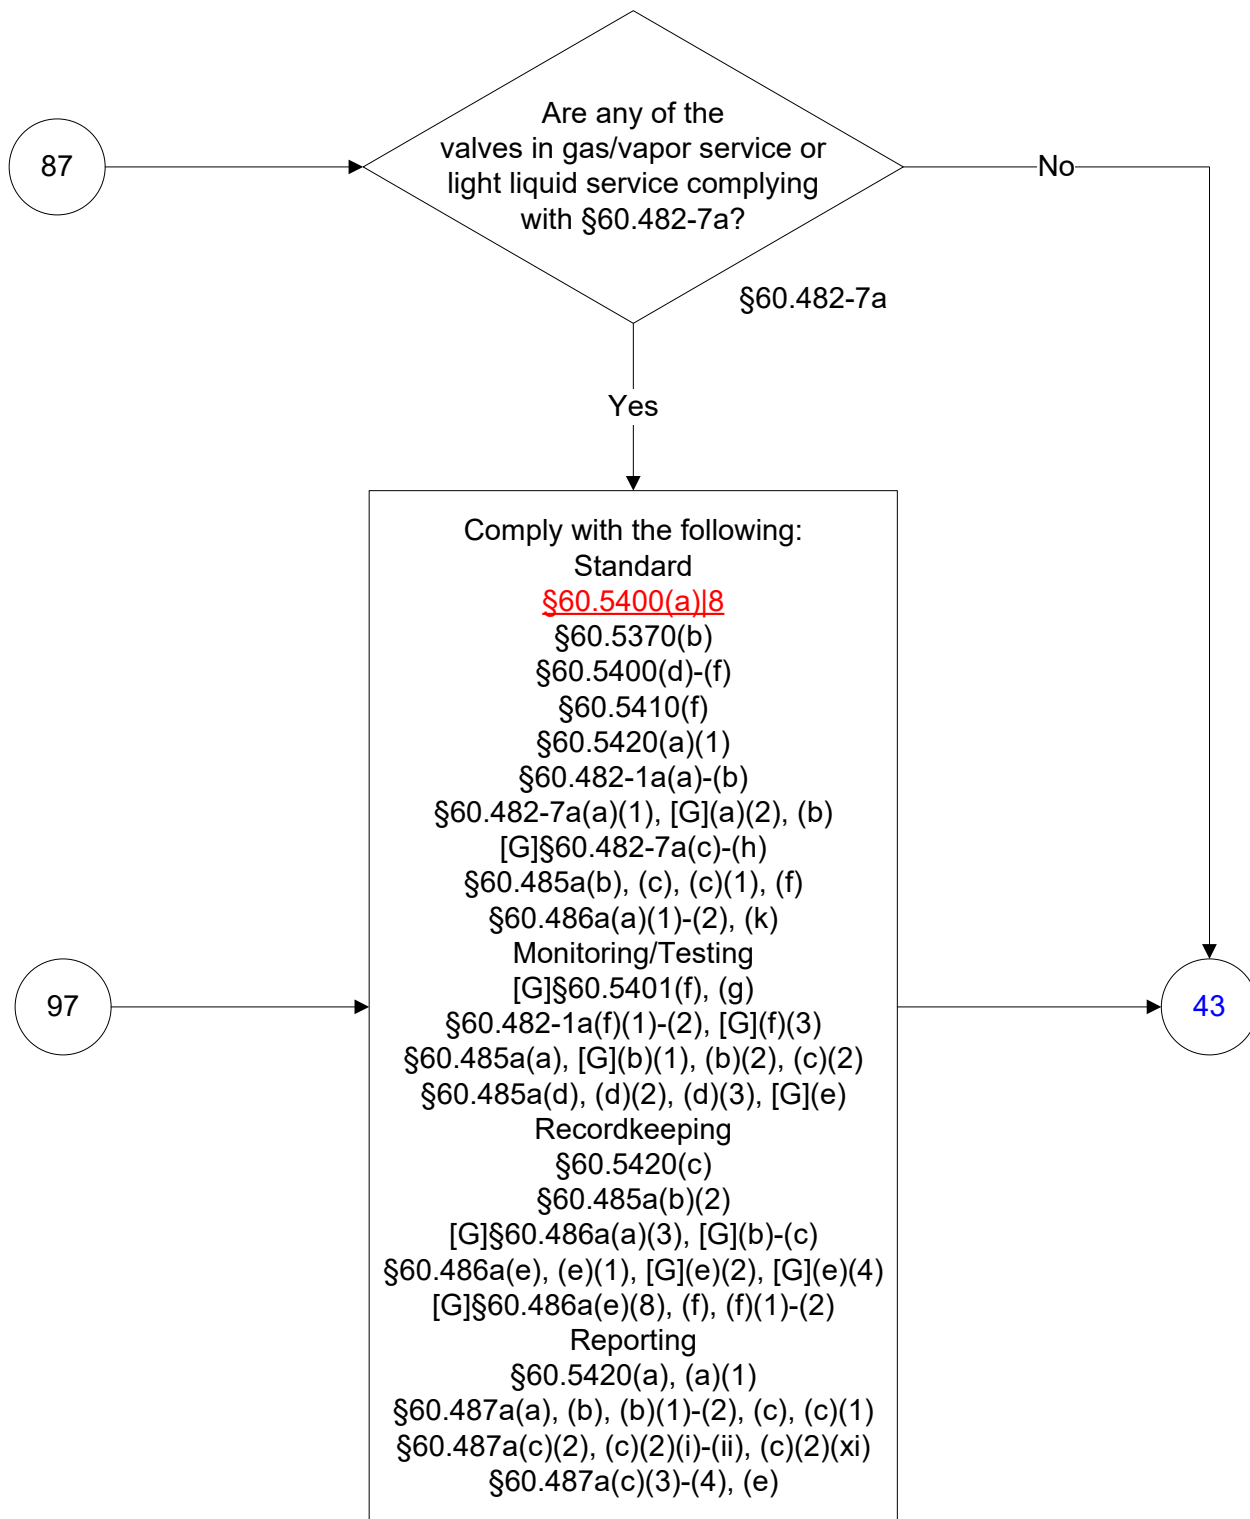 Are any of the
valves in gas/vapor service or
light liquid service complying
with §60.482-7a?
87
No
§60.482-7a
Yes
Comply with the following:
Standard
§60.5400(a)|8
§60.5370(b)
§60.5400(d)-(f)
§60.5410(f)
§60.5420(a)(1)
§60.482-1a(a)-(b)
§60.482-7a(a)(1), [G](a)(2), (b)
[G]§60.482-7a(c)-(h)
§60.485a(b), (c), (c)(1), (f)
§60.486a(a)(1)-(2), (k)
Monitoring/Testing
[G]§60.5401(f), (g)
§60.482-1a(f)(1)-(2), [G](f)(3)
§60.485a(a), [G](b)(1), (b)(2), (c)(2)
§60.485a(d), (d)(2), (d)(3), [G](e)
Recordkeeping
§60.5420(c)
§60.485a(b)(2)
[G]§60.486a(a)(3), [G](b)-(c)
§60.486a(e), (e)(1), [G](e)(2), [G](e)(4)
[G]§60.486a(e)(8), (f), (f)(1)-(2)
Reporting
§60.5420(a), (a)(1)
§60.487a(a), (b), (b)(1)-(2), (c), (c)(1)
§60.487a(c)(2), (c)(2)(i)-(ii), (c)(2)(xi)
§60.487a(c)(3)-(4), (e)
97
43